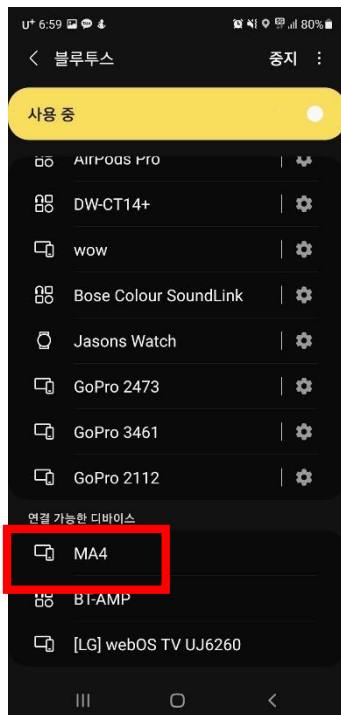 U+ 6:59 80%
블루투스 중지
사용 중
AirPods Pro
DW-CT14+
wow
Bose Colour SoundLink
Jasons Watch
GoPro 2473
GoPro 3461
GoPro 2112
연결 가능한 디바이스
MA4
BT-AMP
[LG] webOS TV UJ6260